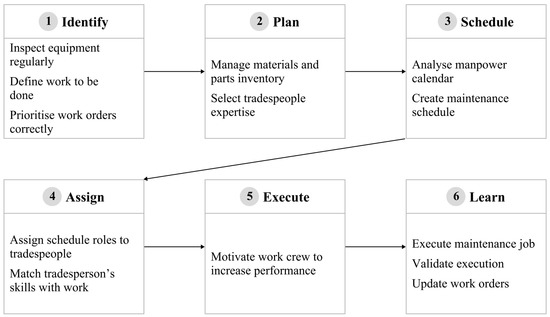 1 Identify
Inspect equipment
regularly
Define work to be
done
Prioritise work orders
correctly
2 Plan
Manage materials and
parts inventory
Select tradespeople
expertise
3 Schedule
Analyse manpower
calendar
Create maintenance
schedule
4 Assign
Assign schedule roles to
tradespeople
Match tradesperson's
skills with work
5 Execute
Motivate work crew to
increase performance
6 Learn
Execute maintenance job
Validate execution
Update work orders